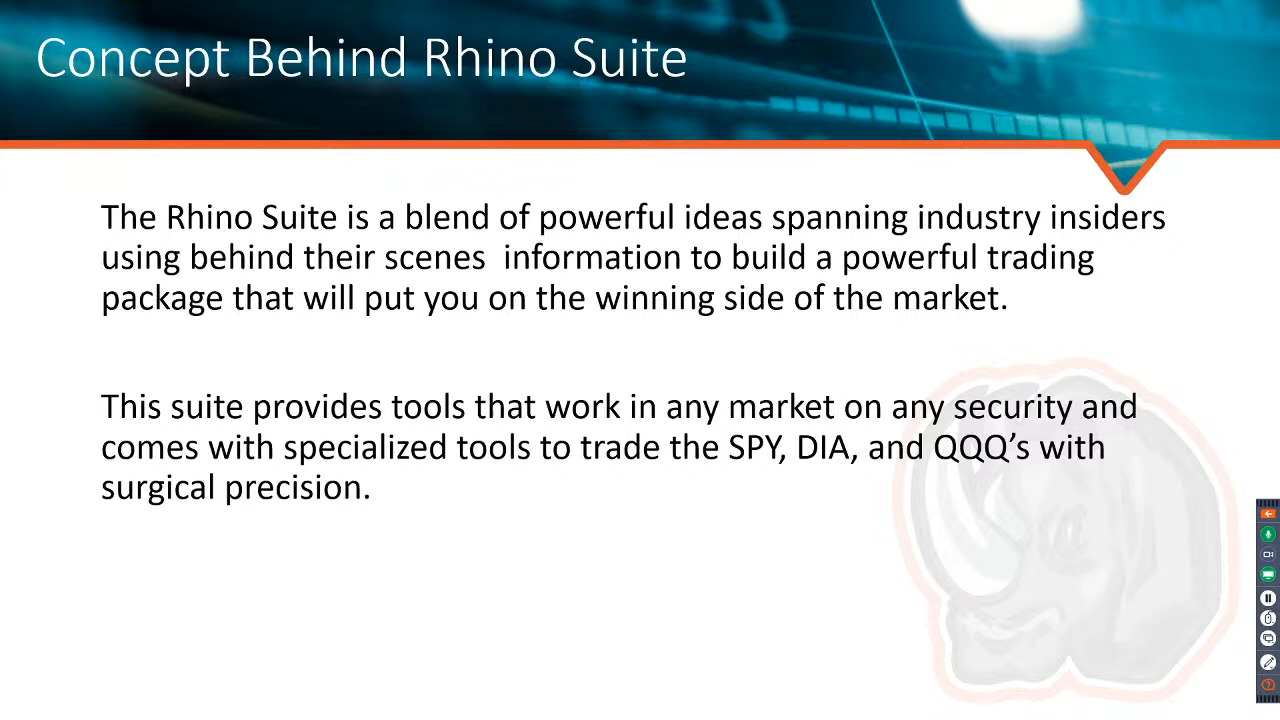 Concept Behind Rhino Suite
The Rhino Suite is a blend of powerful ideas spanning industry insiders
using behind their scenes  information to build a powerful trading
package that will put you on the winning side of the market.
This suite provides tools that work in any market on any security and
comes with specialized tools to trade the SPY, DIA, and QQQ’s with
surgical precision.